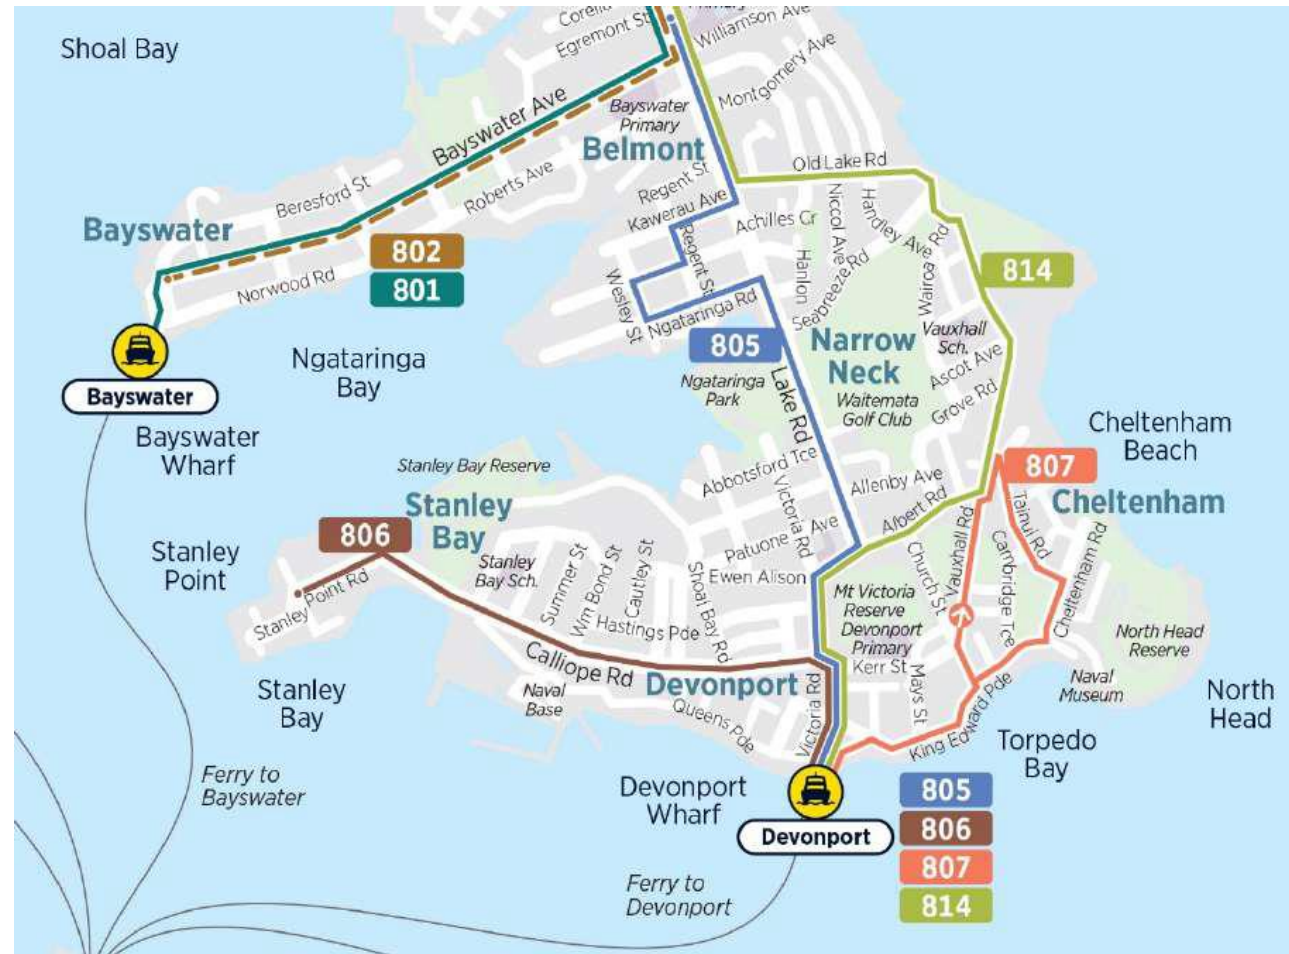 Corella
Primary
Shoal Bay
Egremont St
Williamson Ave
Montgomery Ave
Bayswater Ave
Bayswater
Primary
Belmont
Old Lake Rd
Roberts Ave
Regent St
Beresford St
Kawerau Ave
Achilles Cr
Niccol Ave
Handley Ave
Bayswater
802
801
Regent St
Hanlon
Seabreeze Rd
Wairoa Rd
814
Norwood Rd
Wesley St
Ngataringa Rd
805
Narrow
Neck
Vauxhall
Sch.
Ascot Ave
Ngataringa
Bay
Bayswater
Ngataringa
Park
Lake Rd
Waitemata
Golf Club
Grove Rd
Bayswater
Wharf
Cheltenham
Beach
Stanley Bay Reserve
Abbotsford Tce
Victoria Rd
Allenby Ave
807
Stanley
Bay
Albert Rd
Cheltenham
806
Stanley
Point
Patuone Ave
Vauxhall Rd
Tainui Rd
Stanley
Bay Sch.
Summer St
Wm Bond St
Cautley St
Shoal Bay Rd
Ewen Alison
Church St
Cambridge Tce
Cheltenham Rd
Stanley Point Rd
Mt Victoria
Reserve
Devonport
Primary
Hastings Pde
North Head
Reserve
Calliope Rd
Devonport
Kerr St
Mays St
Naval
Museum
North
Head
Stanley
Bay
Naval
Base
Queens Pde
Victoria Rd
King Edward Pde
Torpedo
Bay
Ferry to
Bayswater
Devonport
Wharf
805
806
807
814
Devonport
Ferry to
Devonport